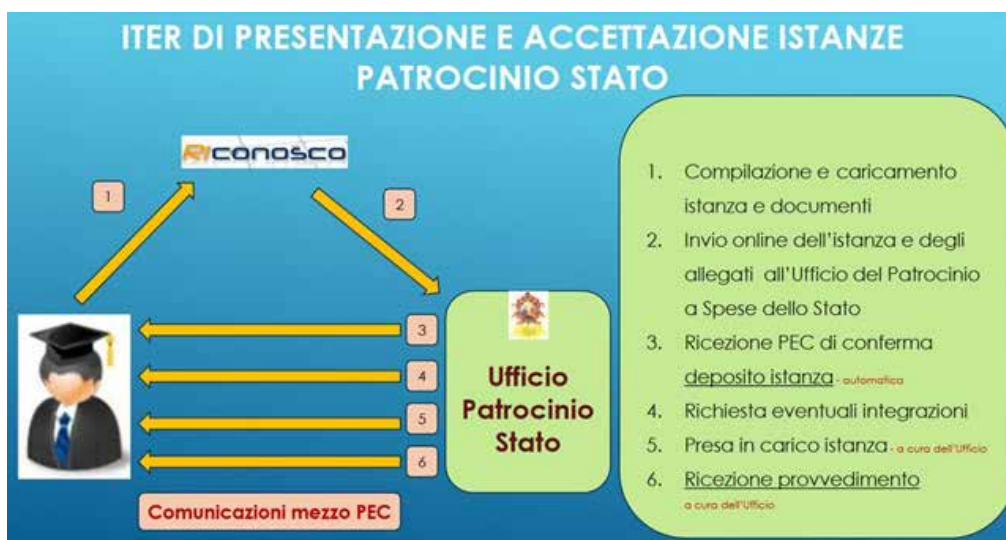 ITER DI PRESENTAZIONE E ACCETTAZIONE ISTANZE
PATROCINIO STATO
RICONOSCO
1
2
3
4
5
6
Ufficio
Patrocinio
Stato
Comunicazioni mezzo PEC
1. Compilazione e caricamento
istanza e documenti
2. Invio online dell'istanza e degli
allegati all'Ufficio del Patrocinio
a Spese dello Stato
3. Ricezione PEC di conferma
deposito istanza - automatica
4. Richiesta eventuali integrazioni
5. Presa in carico istanza - a cura dell'Ufficio
6. Ricezione provvedimento
a cura dell'Ufficio